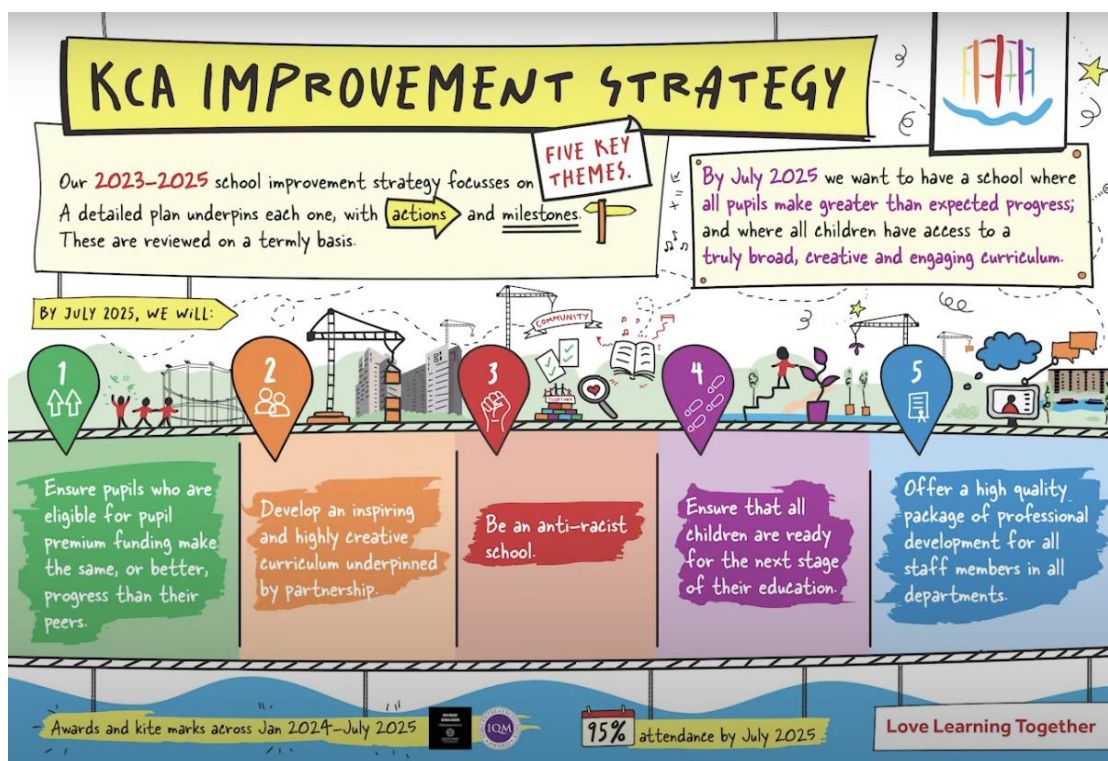 KCA IMPROVEMENT STRATEGY
Our 2023-2025 school improvement strategy focusses on
FIVE KEY
THEMES.
A detailed plan underpins each one, with actions and milestones.
These are reviewed on a termly basis.
By July 2025 we want to have a school where
all pupils make greater than expected progress;
and where all children have access to a
truly broad, creative and engaging curriculum.
BY JULY 2025, WE WILL:
COMMUNITY
TOGETHER
1
Ensure pupils who are
eligible for pupil
premium funding make
the same, or better,
progress than their
peers.
2
Develop an inspiring
and highly creative
curriculum underpinned
by partnership.
3
Be an anti-racist
school.
4
Ensure that all
children are ready
for the next stage
of their education.
5
Offer a high quality
package of professional
development for all
staff members in all
departments.
Awards and kite marks across Jan 2024-July 2025
IQM
95% attendance by July 2025
Love Learning Together